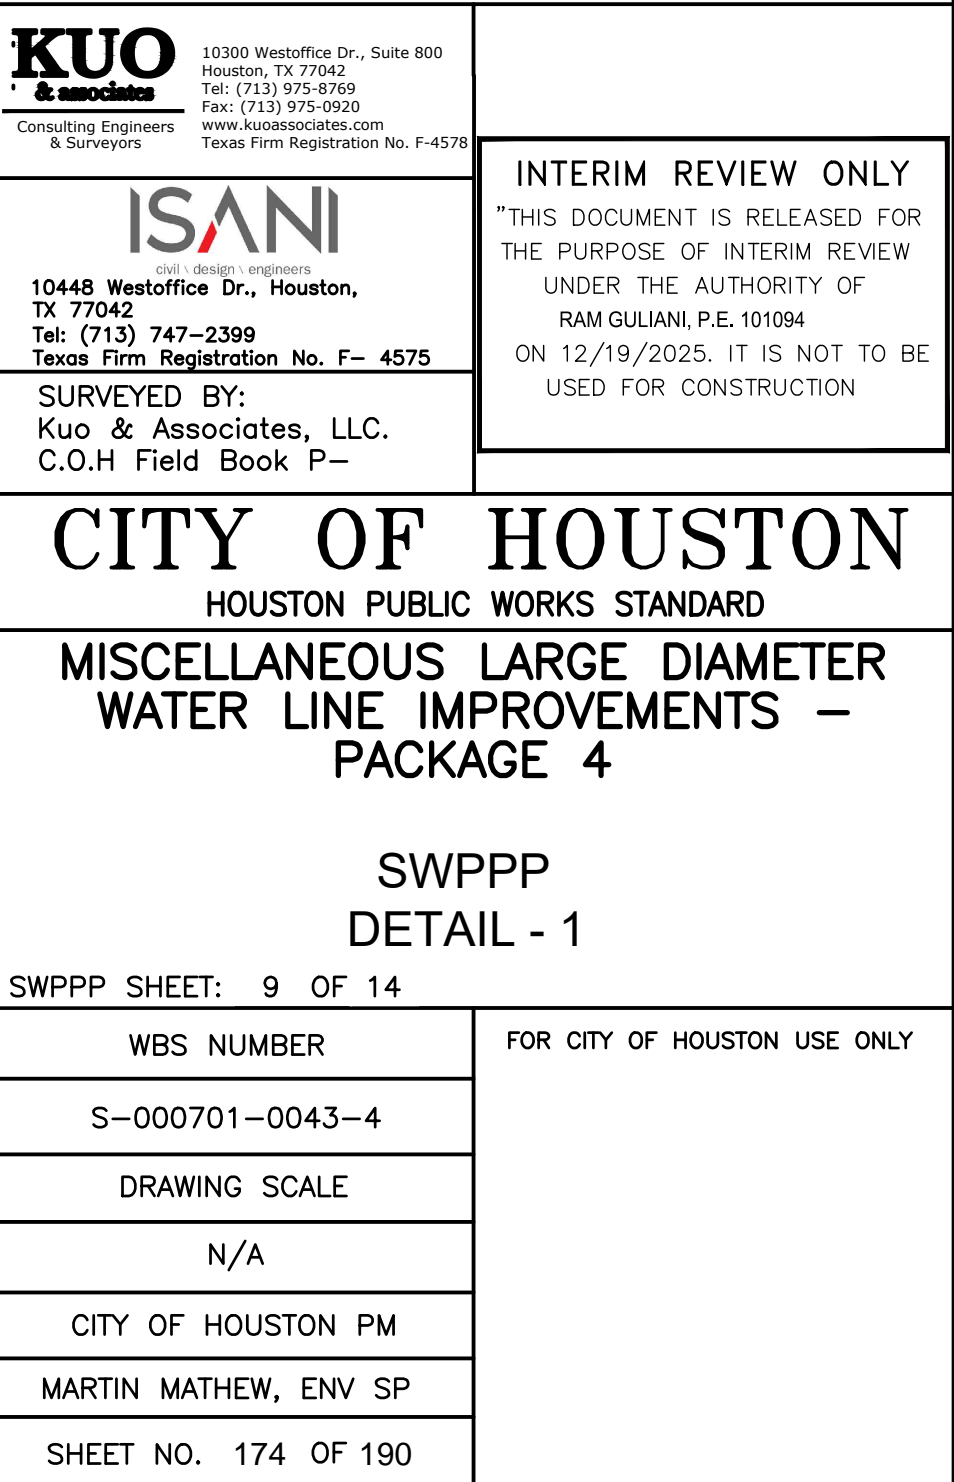 KUO
& associates
Consulting Engineers
& Surveyors
10300 Westoffice Dr., Suite 800
Houston, TX 77042
Tel: (713) 975-8769
Fax: (713) 975-0920
www.kuoassociates.com
Texas Firm Registration No. F-4578
ISANI
civil \ design \ engineers
10448 Westoffice Dr., Houston,
TX 77042
Tel: (713) 747-2399
Texas Firm Registration No. F- 4575
SURVEYED BY:
Kuo & Associates, LLC.
C.O.H Field Book P-
INTERIM REVIEW ONLY
"THIS DOCUMENT IS RELEASED FOR
THE PURPOSE OF INTERIM REVIEW
UNDER THE AUTHORITY OF
RAM GULIANI, P.E. 101094
ON 12/19/2025. IT IS NOT TO BE
USED FOR CONSTRUCTION
CITY OF HOUSTON
HOUSTON PUBLIC WORKS STANDARD
MISCELLANEOUS LARGE DIAMETER
WATER LINE IMPROVEMENTS -
PACKAGE 4
SWPPP
DETAIL - 1
SWPPP SHEET: 9 OF 14
WBS NUMBER
S-000701-0043-4
DRAWING SCALE
N/A
CITY OF HOUSTON PM
MARTIN MATHEW, ENV SP
SHEET NO. 174 OF 190
FOR CITY OF HOUSTON USE ONLY